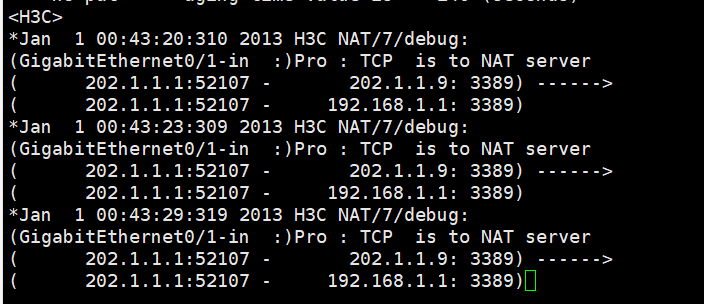 <H3C>
*Jan  1 00:43:20:310 2013 H3C NAT/7/debug:
(GigabitEthernet0/1-in  :)Pro : TCP  is to NAT server
(      202.1.1.1:52107 -        202.1.1.9: 3389) ------>
(      202.1.1.1:52107 -      192.168.1.1: 3389)
*Jan  1 00:43:23:309 2013 H3C NAT/7/debug:
(GigabitEthernet0/1-in  :)Pro : TCP  is to NAT server
(      202.1.1.1:52107 -        202.1.1.9: 3389) ------>
(      202.1.1.1:52107 -      192.168.1.1: 3389)
*Jan  1 00:43:29:319 2013 H3C NAT/7/debug:
(GigabitEthernet0/1-in  :)Pro : TCP  is to NAT server
(      202.1.1.1:52107 -        202.1.1.9: 3389) ------>
(      202.1.1.1:52107 -      192.168.1.1: 3389)